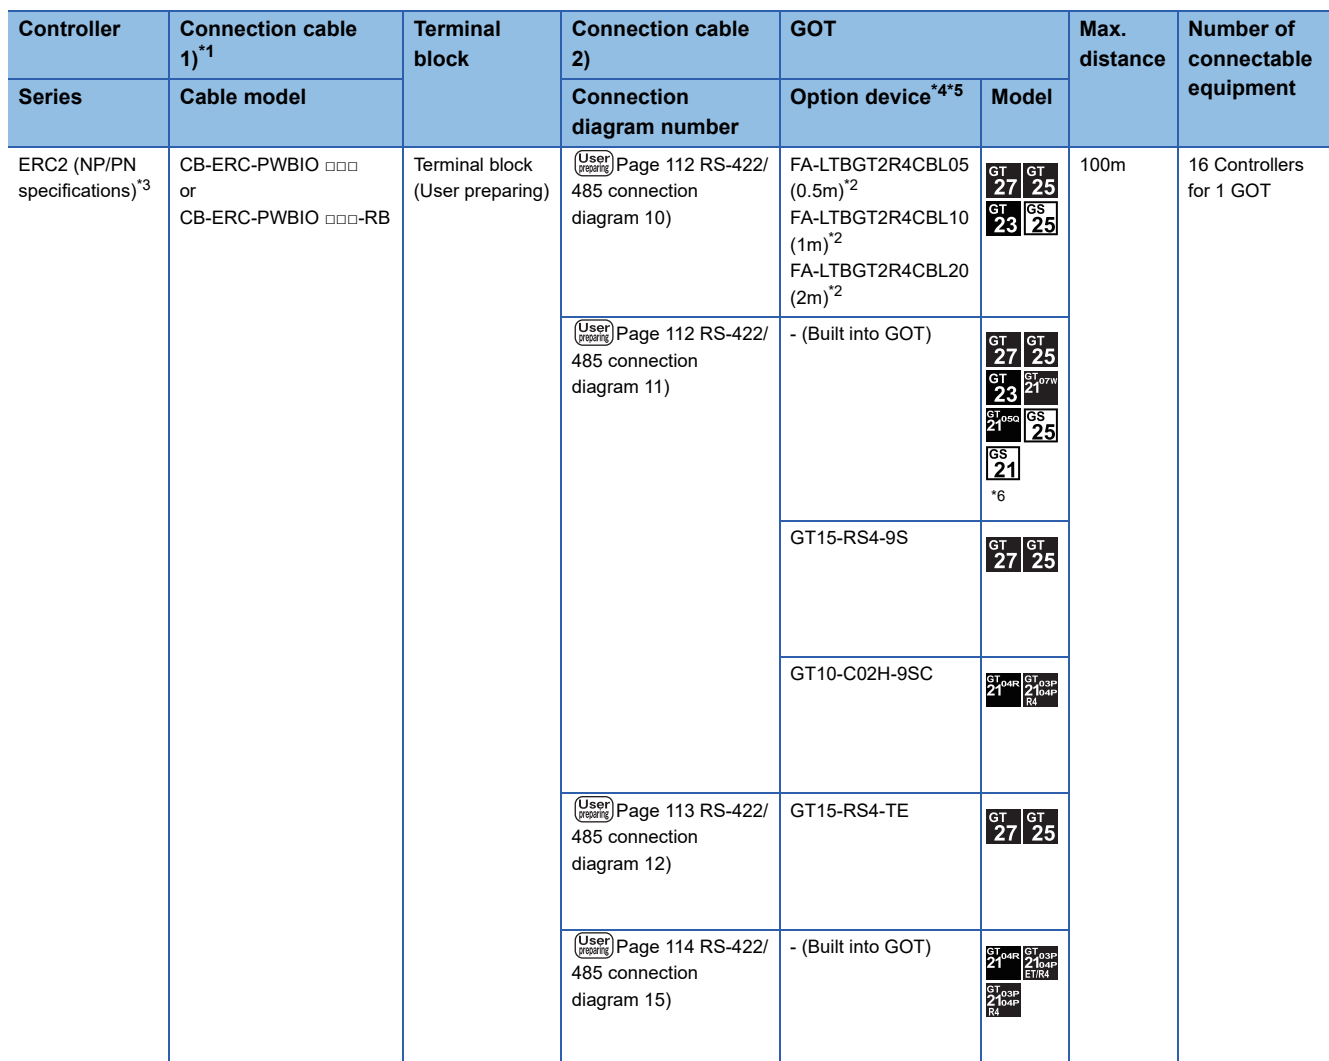 Controller
Connection cable 1)*1
Terminal block
Connection cable 2)
GOT
Max. distance
Number of connectable equipment
Series
Cable model
Connection diagram number
Option device*4*5
Model
ERC2 (NP/PN specifications)*3
CB-ERC-PWBIO □□□
or
CB-ERC-PWBIO □□□-RB
Terminal block
(User preparing)
User preparing Page 112 RS-422/
485 connection
diagram 10)
FA-LTBGT2R4CBL05
(0.5m)*2
FA-LTBGT2R4CBL10
(1m)*2
FA-LTBGT2R4CBL20
(2m)*2
GT 27 GT 25
GT 23 GS 25
100m
16 Controllers
for 1 GOT
User preparing Page 112 RS-422/
485 connection
diagram 11)
- (Built into GOT)
GT 27 GT 25
GT 23 GT 21 07W
GT 21 05Q GS 25
GS 21
*6
GT15-RS4-9S
GT 27 GT 25
GT10-C02H-9SC
GT 21 04R GT 21 03P 04P R4
User preparing Page 113 RS-422/
485 connection
diagram 12)
GT15-RS4-TE
GT 27 GT 25
User preparing Page 114 RS-422/
485 connection
diagram 15)
- (Built into GOT)
GT 21 04R GT 21 03P 04P ET/R4
GT 21 03P 04P R4